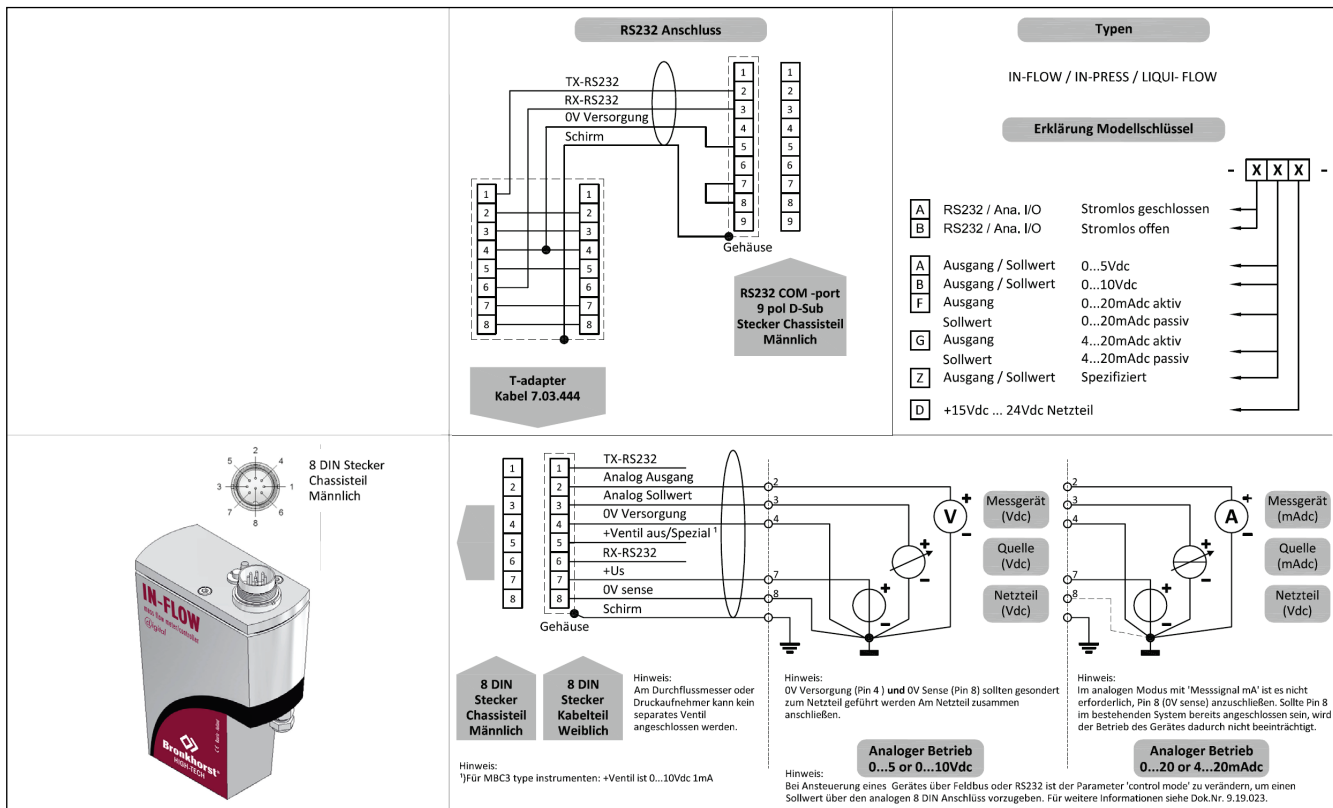 RS232 Anschluss
TX-RS232
RX-RS232
0V Versorgung
Schirm
1
2
3
4
5
6
7
8
9
1
2
3
4
5
6
7
8
9
1
2
3
4
5
6
7
8
1
2
3
4
5
6
7
8
Gehäuse
RS232 COM -port
9 pol D-Sub
Stecker Chassisteil
Männlich
T-adapter
Kabel 7.03.444
Typen
IN-FLOW / IN-PRESS / LIQUI- FLOW
Erklärung Modellschlüssel
- X X X -
A RS232 / Ana. I/O Stromlos geschlossen
B RS232 / Ana. I/O Stromlos offen
A Ausgang / Sollwert 0...5Vdc
B Ausgang / Sollwert 0...10Vdc
F Ausgang 0...20mAdc aktiv
Sollwert 0...20mAdc passiv
G Ausgang 4...20mAdc aktiv
Sollwert 4...20mAdc passiv
Z Ausgang / Sollwert Spezifiziert
D +15Vdc ... 24Vdc Netzteil
2
5 4
3 1
7 6
8
8 DIN Stecker
Chassisteil
Männlich
IN-FLOW
mass flow meter/controller
@igital
Bronkhorst®
HIGH-TECH
1
2
3
4
5
6
7
8
1
2
3
4
5
6
7
8
TX-RS232
Analog Ausgang
Analog Sollwert
0V Versorgung
+Ventil aus/Spezial ¹
RX-RS232
+Us
0V sense
Schirm
Gehäuse
8 DIN
Stecker
Chassisteil
Männlich
8 DIN
Stecker
Kabelteil
Weiblich
Hinweis:
Am Durchflussmesser oder
Druckaufnehmer kann kein
separates Ventil
angeschlossen werden.
Hinweis:
¹)Für MBC3 type instrumenten: +Ventil ist 0...10Vdc 1mA
2
3
4
7
8
V
+
-
+
-
+
-
Messgerät
(Vdc)
Quelle
(Vdc)
Netzteil
(Vdc)
Hinweis:
0V Versorgung (Pin 4 ) und 0V Sense (Pin 8) sollten gesondert
zum Netzteil geführt werden Am Netzteil zusammen
anschließen.
Analoger Betrieb
0...5 or 0...10Vdc
2
3
4
7
8
A
+
-
+
-
+
-
Messgerät
(mAdc)
Quelle
(mAdc)
Netzteil
(Vdc)
Hinweis:
Im analogen Modus mit 'Messsignal mA' ist es nicht
erforderlich, Pin 8 (0V sense) anzuschließen. Sollte Pin 8
im bestehenden System bereits angeschlossen sein, wird
der Betrieb des Gerätes dadurch nicht beeinträchtigt.
Analoger Betrieb
0...20 or 4...20mAdc
Hinweis:
Bei Ansteuerung eines Gerätes über Feldbus oder RS232 ist der Parameter 'control mode' zu verändern, um einen
Sollwert über den analogen 8 DIN Anschlüss vorzugeben. Für weitere Informationen siehe Dok.Nr. 9.19.023.